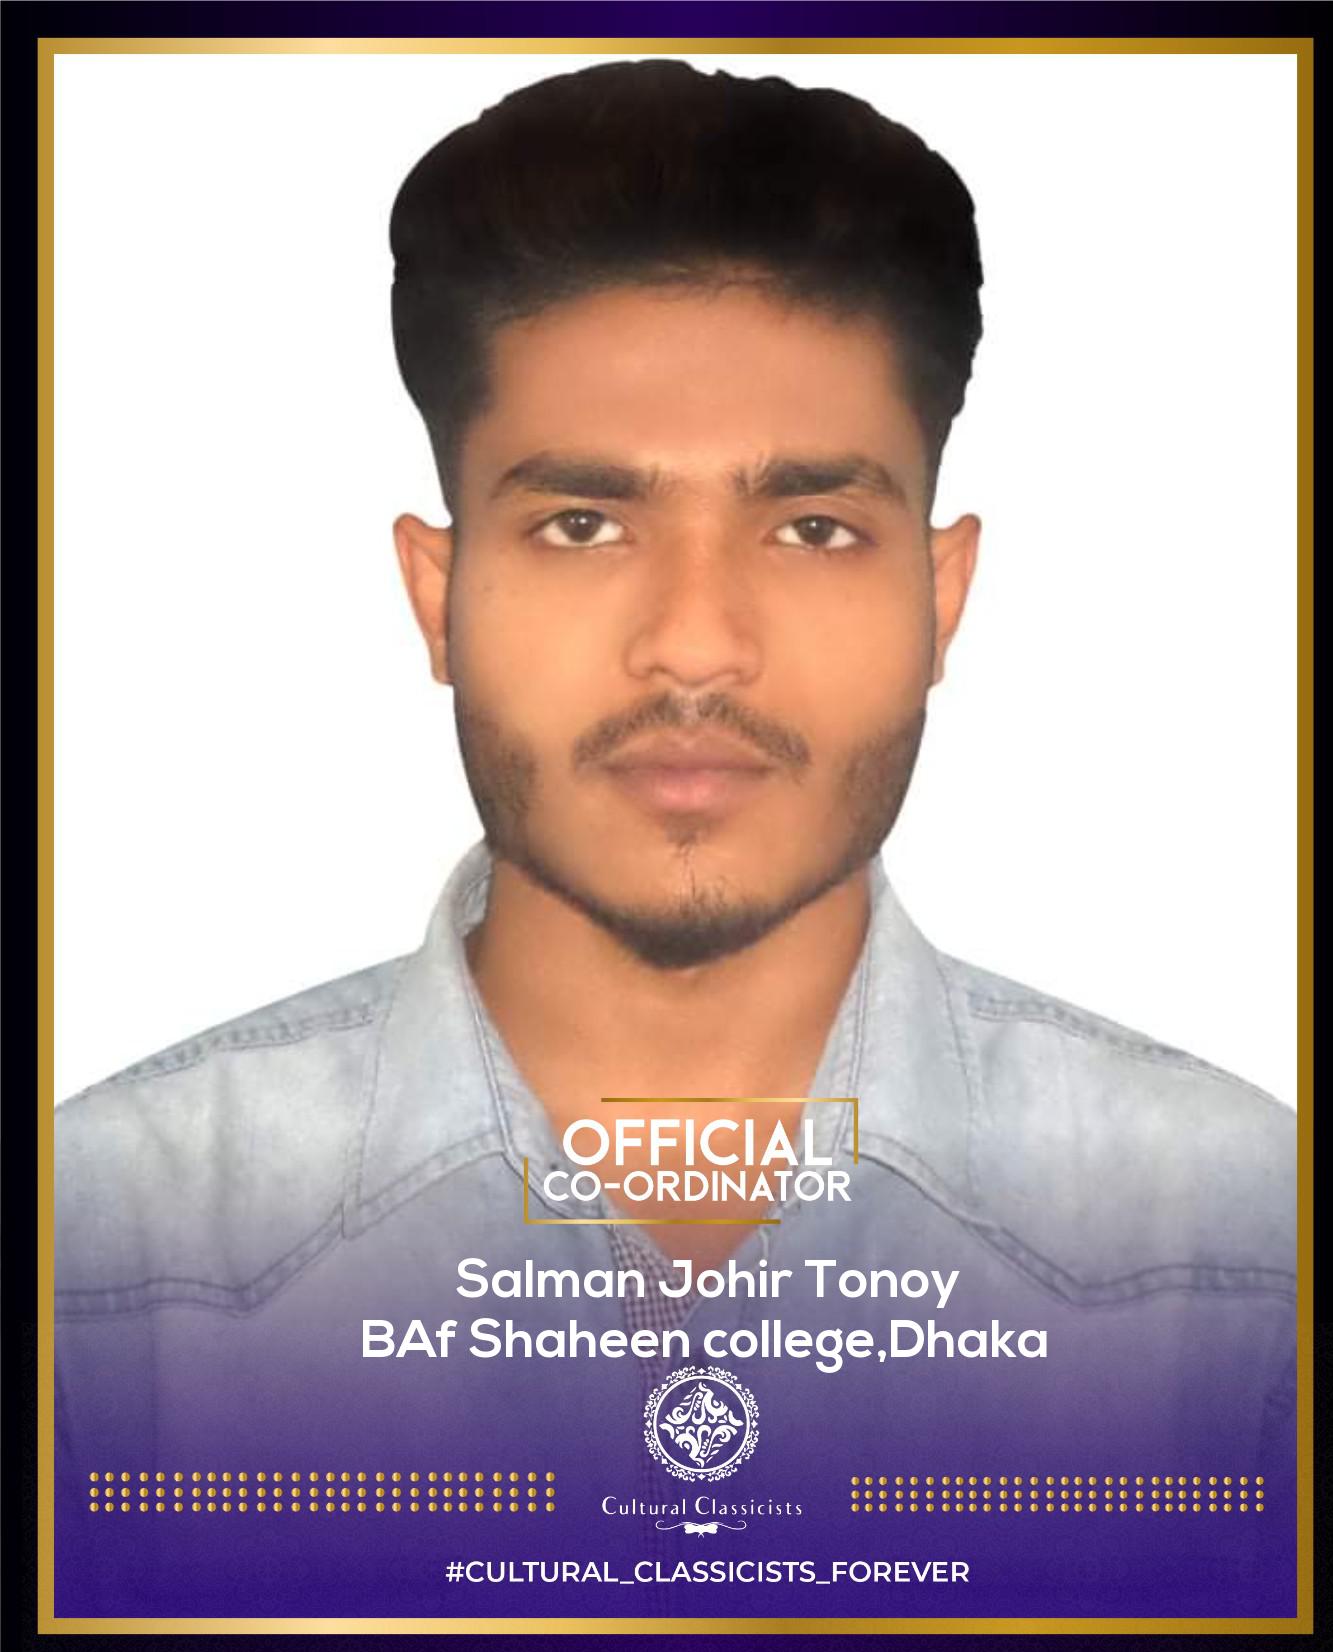 OFFICIAL
CO-ORDINATOR
Salman Johir Tonoy
BAf Shaheen college,Dhaka
Cultural Classicists
#CULTURAL_CLASSICISTS_FOREVER